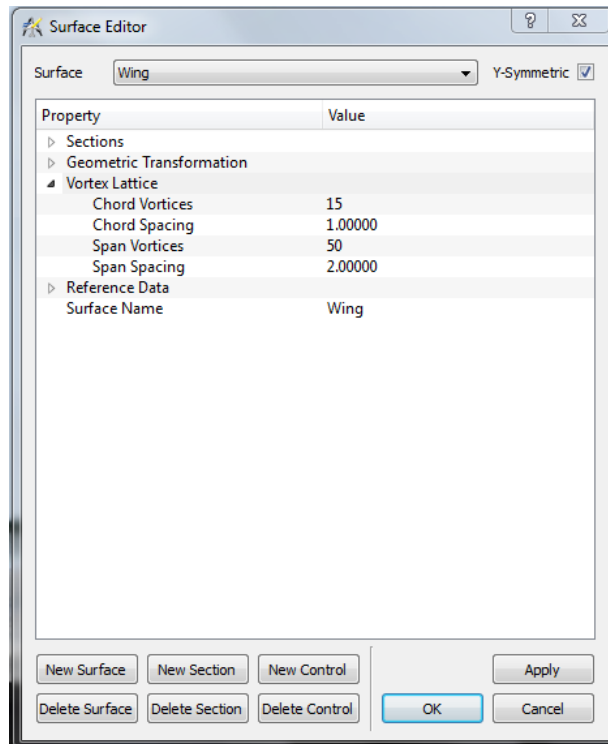 Surface Editor
Surface Wing Y-Symmetric
Property Value
Sections
Geometric Transformation
Vortex Lattice
Chord Vortices 15
Chord Spacing 1.00000
Span Vortices 50
Span Spacing 2.00000
Reference Data
Surface Name Wing
New Surface New Section New Control Apply
Delete Surface Delete Section Delete Control OK Cancel